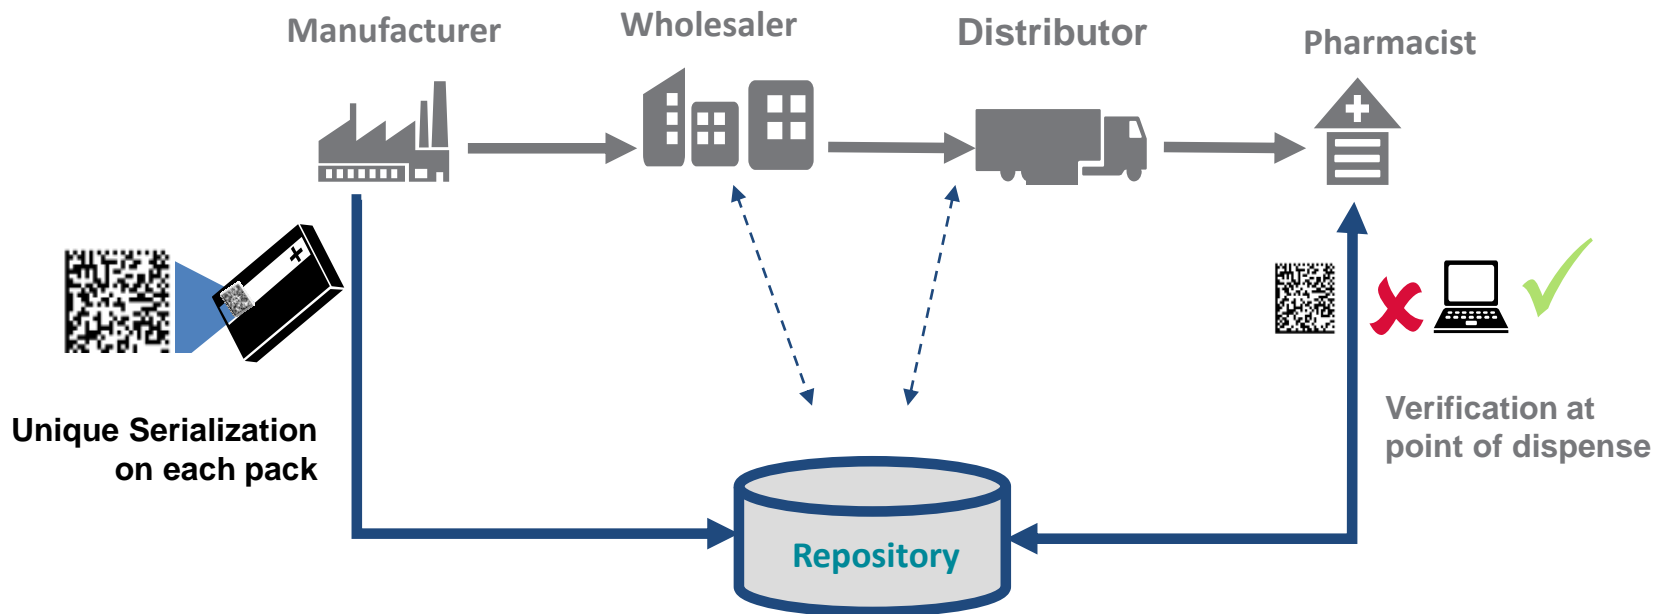 Manufacturer
Wholesaler
Distributor
Pharmacist
Unique Serialization
on each pack
Verification at
point of dispense
Repository